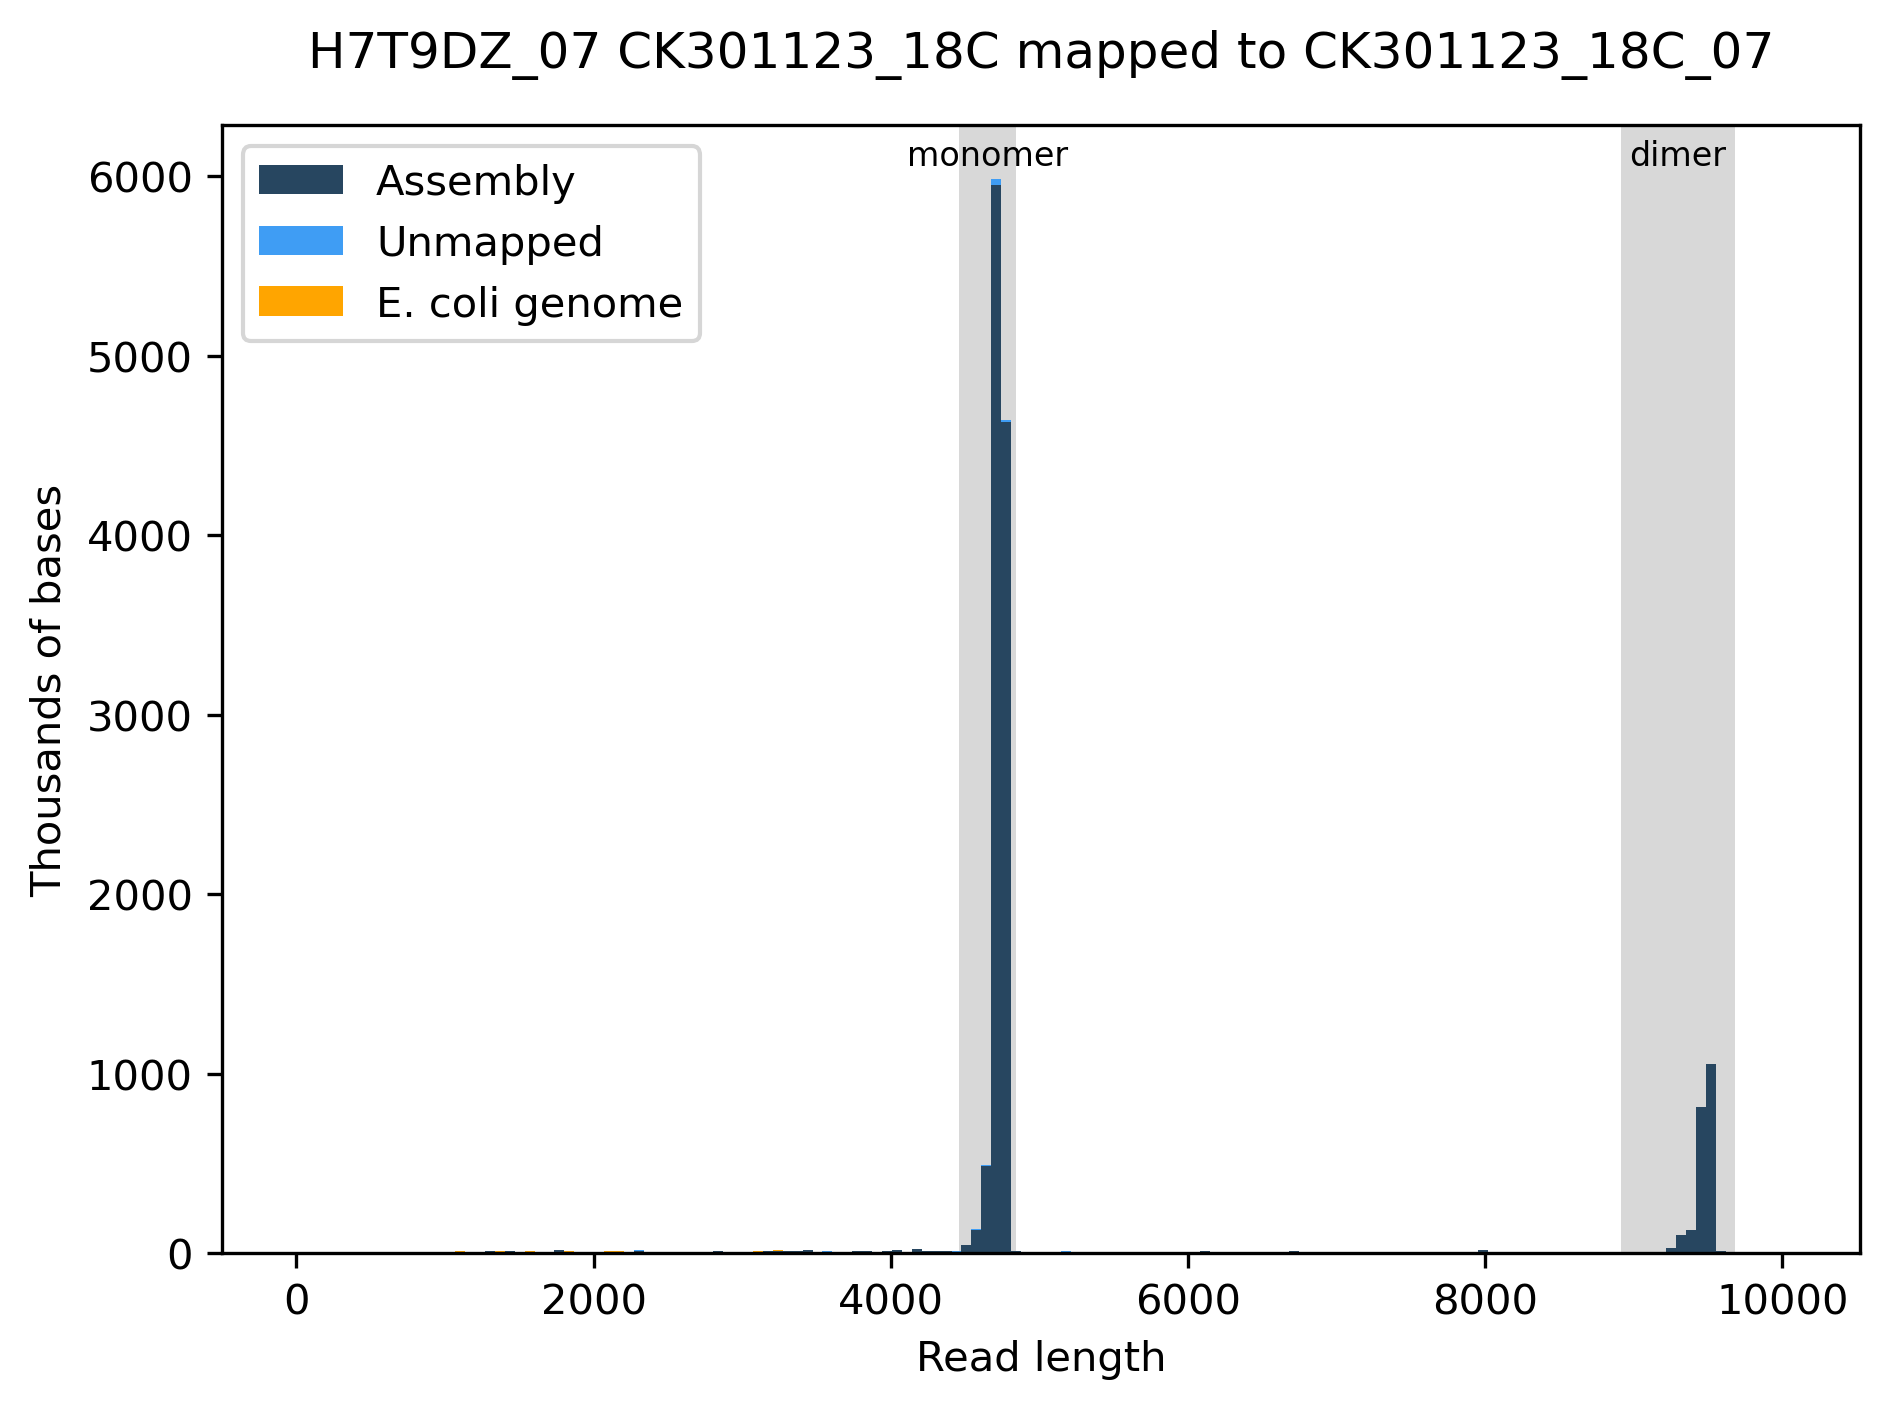 H7T9DZ_07 CK301123_18C mapped to CK301123_18C_07
monomer
dimer
Assembly
Unmapped
E. coli genome
6000
5000
4000
3000
2000
1000
0
Thousands of bases
0 2000 4000 6000 8000 10000
Read length